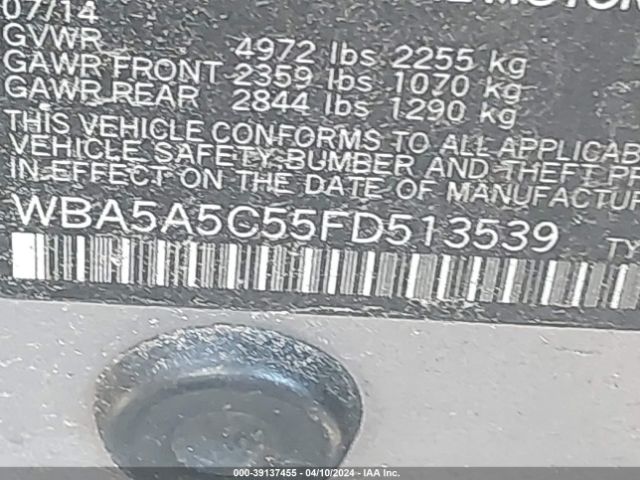 07/14
GVWR 4972 lbs 2255 kg
GAWR FRONT 2359 lbs 1070 kg
GAWR REAR 2844 lbs 1290 kg
THIS VEHICLE CONFORMS TO ALL APPLICAB
VEHICLE SAFETY, BUMBER AND THEFT PR
IN EFFECT ON THE DATE OF MANUFACTUR
WBA5A5C55FD513539 TY
000-39137455 - 04/10/2024 - IAA Inc.